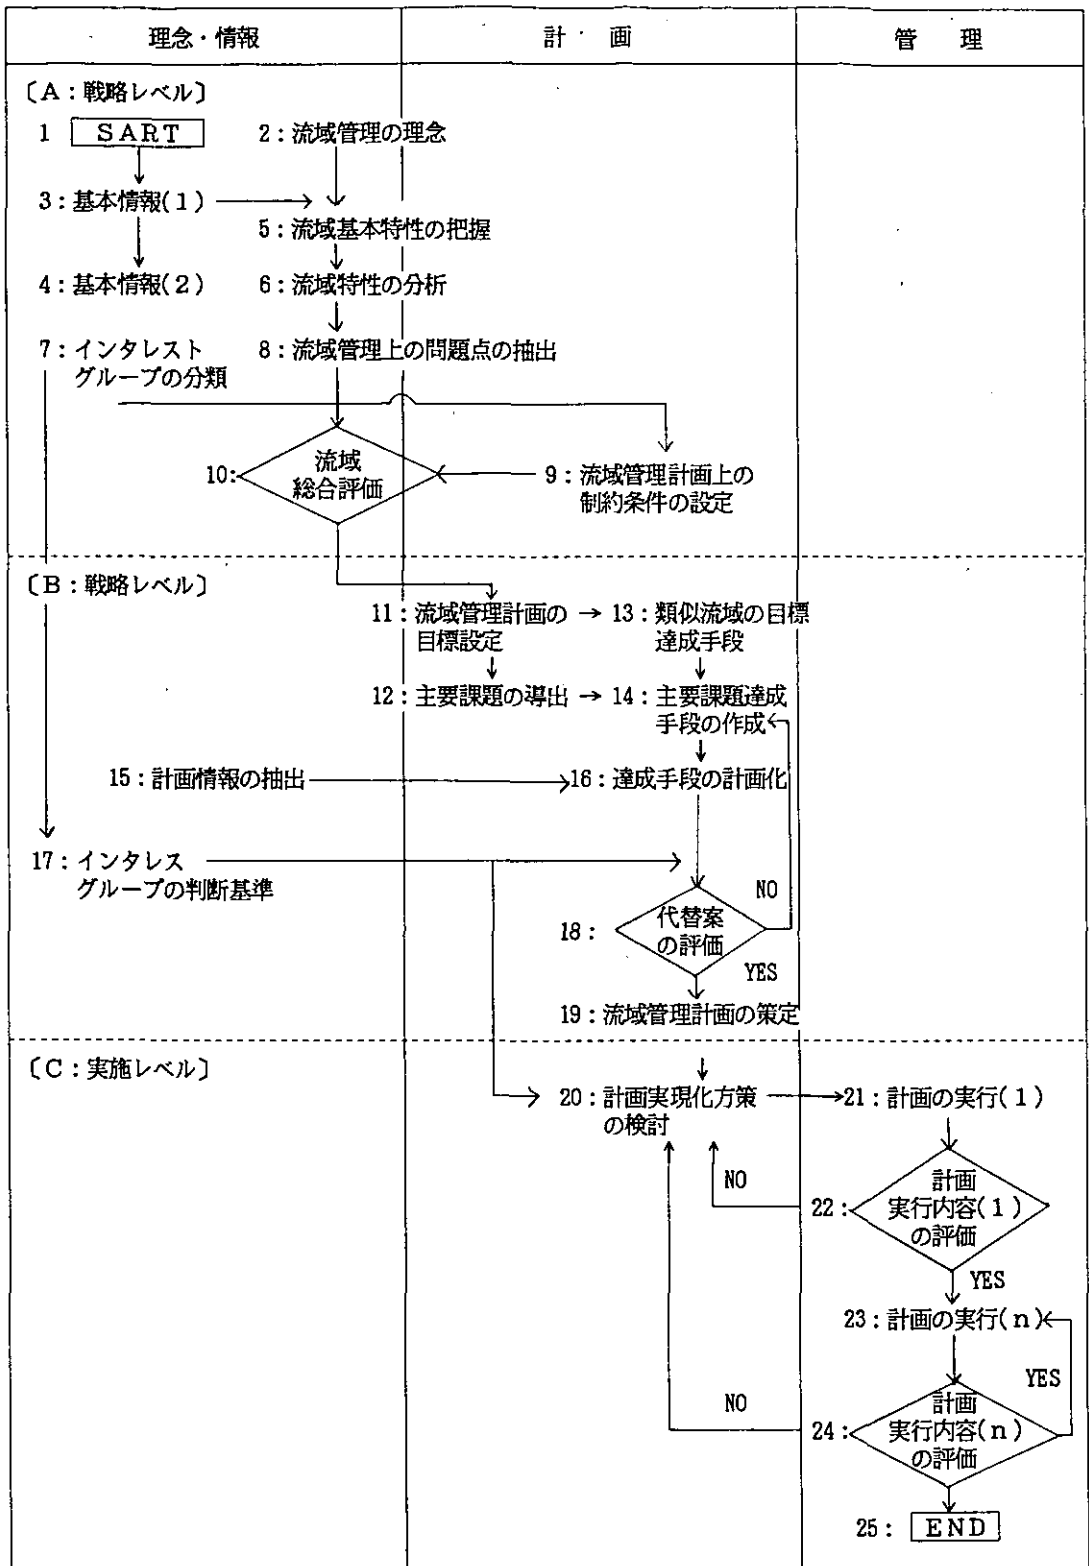 理念・情報
計・画
管　理
〔A：戦略レベル〕
1 SART
2：流域管理の理念
3：基本情報(1)
5：流域基本特性の把握
4：基本情報(2)
6：流域特性の分析
7：インタレスト
グループの分類
8：流域管理上の問題点の抽出
10：
流域
総合評価
9：流域管理計画上の
制約条件の設定
〔B：戦略レベル〕
11：流域管理計画の
目標設定
13：類似流域の目標
達成手段
12：主要課題の導出
14：主要課題達成
手段の作成
15：計画情報の抽出
16：達成手段の計画化
17：インタレス
グループの判断基準
NO
18：
代替案
の評価
YES
19：流域管理計画の策定
〔C：実施レベル〕
20：計画実現化方策
の検討
21：計画の実行(1)
NO
22：
計画
実行内容(1)
の評価
YES
23：計画の実行(n)
YES
NO
24：
計画
実行内容(n)
の評価
25：END